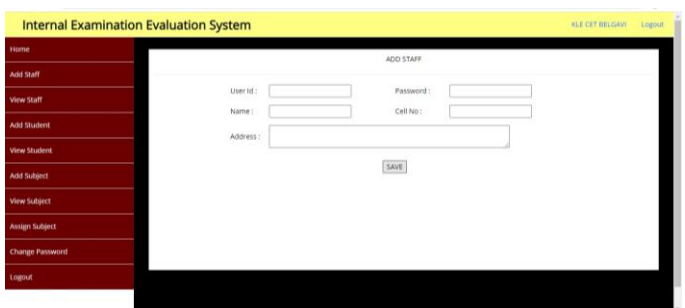 Internal Examination Evaluation System KLE CET BELGAVI Logout
Home
Add Staff
View Staff
Add Student
View Student
Add Subject
View Subject
Assign Subject
Change Password
Logout
ADD STAFF
User Id : Password :
Name : Cell No :
Address :
SAVE